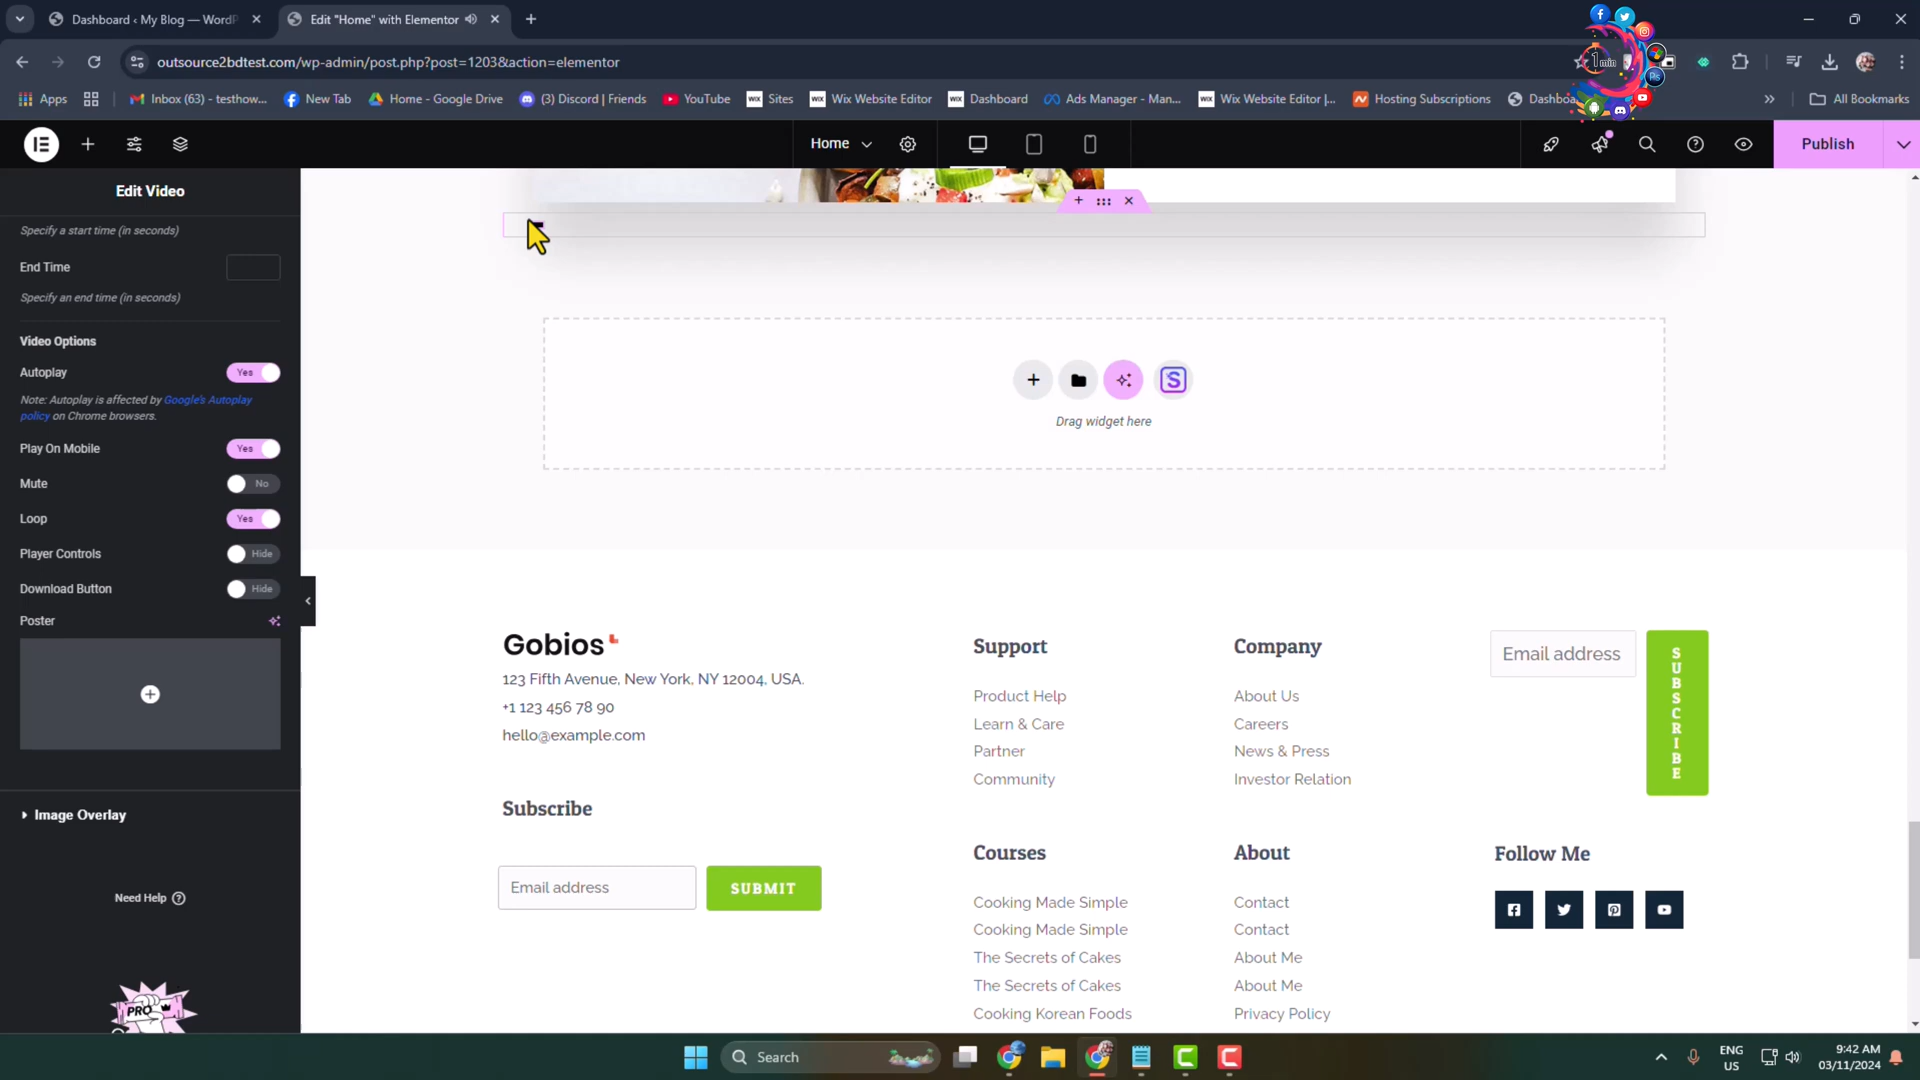 Dashboard ‹ My Blog — WordP
Edit "Home" with Elementor
outsource2bdtest.com/wp-admin/post.php?post=1203&action=elementor
1min
Apps
Inbox (63) - testhow...
New Tab
Home - Google Drive
(3) Discord | Friends
YouTube
Sites
Wix Website Editor
Dashboard
Ads Manager - Man...
Wix Website Editor |...
Hosting Subscriptions
Dashboa
All Bookmarks
Home
Publish
Edit Video
Specify a start time (in seconds)
End Time
Specify an end time (in seconds)
Video Options
Autoplay
Yes
Note: Autoplay is affected by Google's Autoplay
policy on Chrome browsers.
Play On Mobile
Yes
Mute
No
Loop
Yes
Player Controls
Hide
Download Button
Hide
Poster
Image Overlay
Need Help
PRO
Drag widget here
Gobios
123 Fifth Avenue, New York, NY 12004, USA.
+1 123 456 78 90
hello@example.com
Subscribe
Email address
SUBMIT
Support
Product Help
Learn & Care
Partner
Community
Company
About Us
Careers
News & Press
Investor Relation
Email address
SUBSCRIBE
Courses
Cooking Made Simple
Cooking Made Simple
The Secrets of Cakes
The Secrets of Cakes
Cooking Korean Foods
About
Contact
Contact
About Me
About Me
Privacy Policy
Follow Me
Search
ENG
US
9:42 AM
03/11/2024